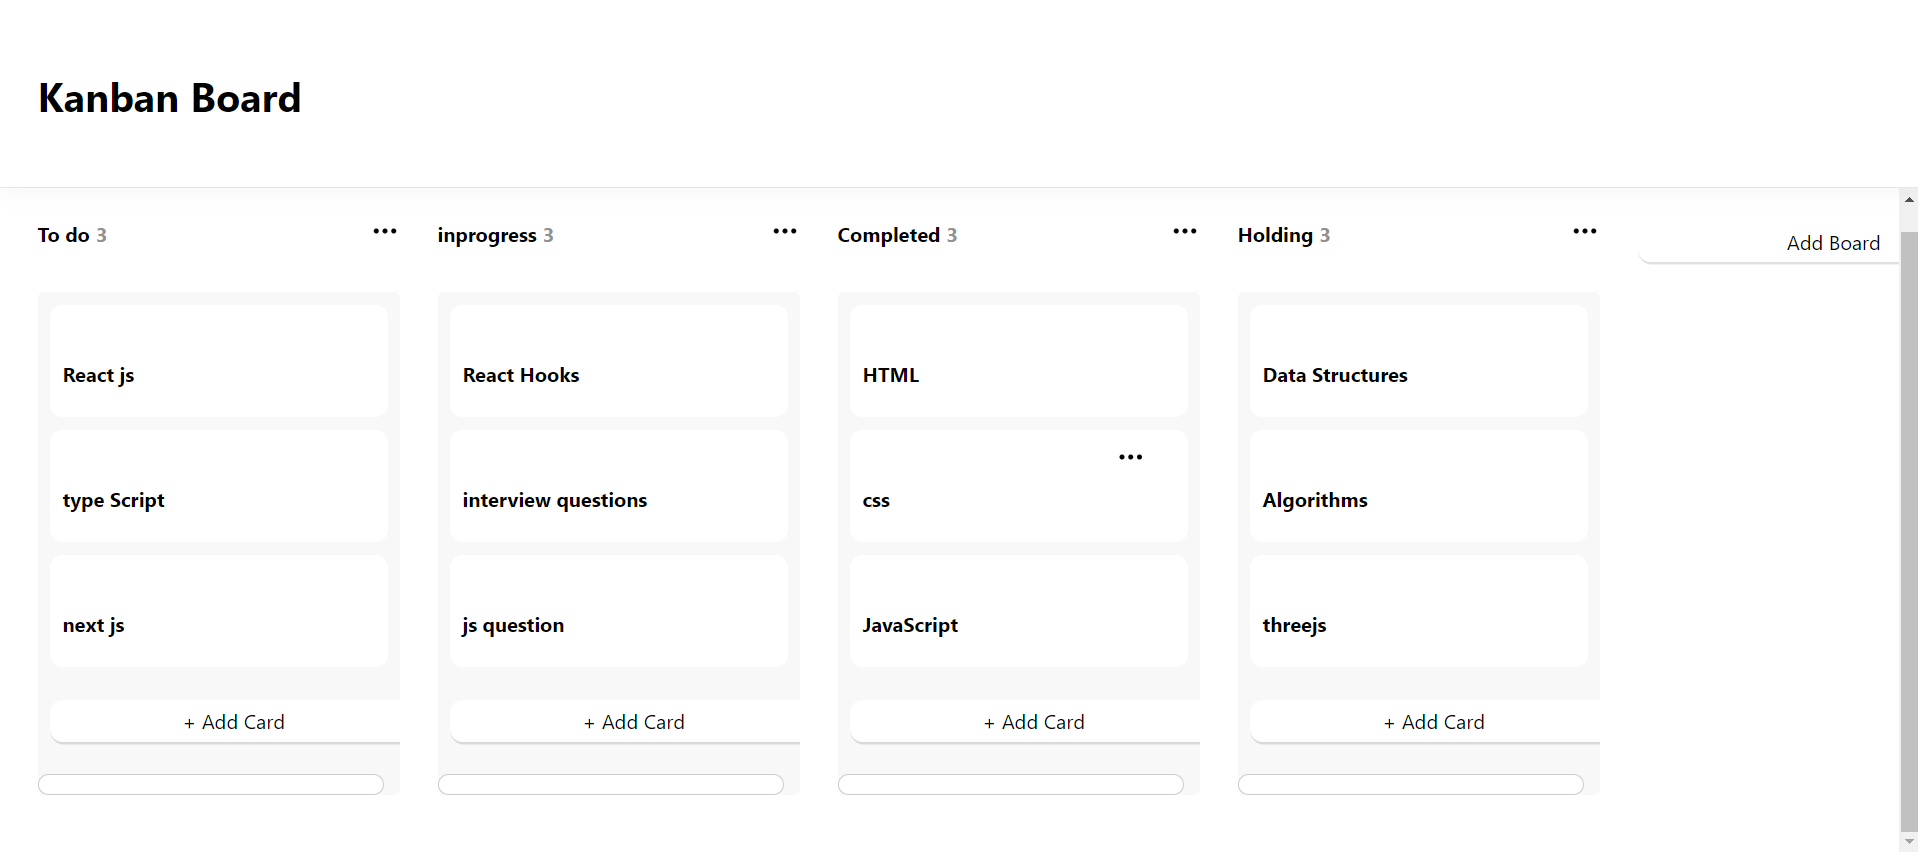 Kanban Board
To do 3
React js
type Script
next js
+ Add Card
inprogress 3
React Hooks
interview questions
js question
+ Add Card
Completed 3
HTML
css
JavaScript
+ Add Card
Holding 3
Data Structures
Algorithms
threejs
+ Add Card
Add Board